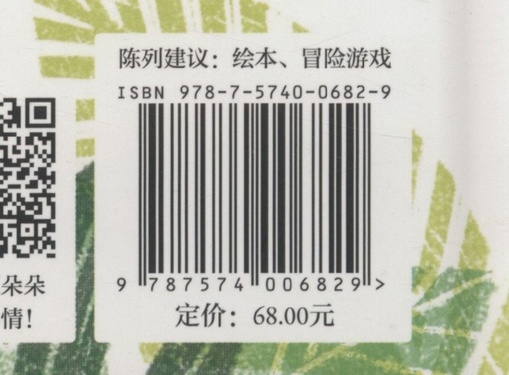 陈列建议：绘本、冒险游戏
ISBN 978-7-5740-0682-9
9 787574 006829 >
定价：68.00元
朵朵
情！